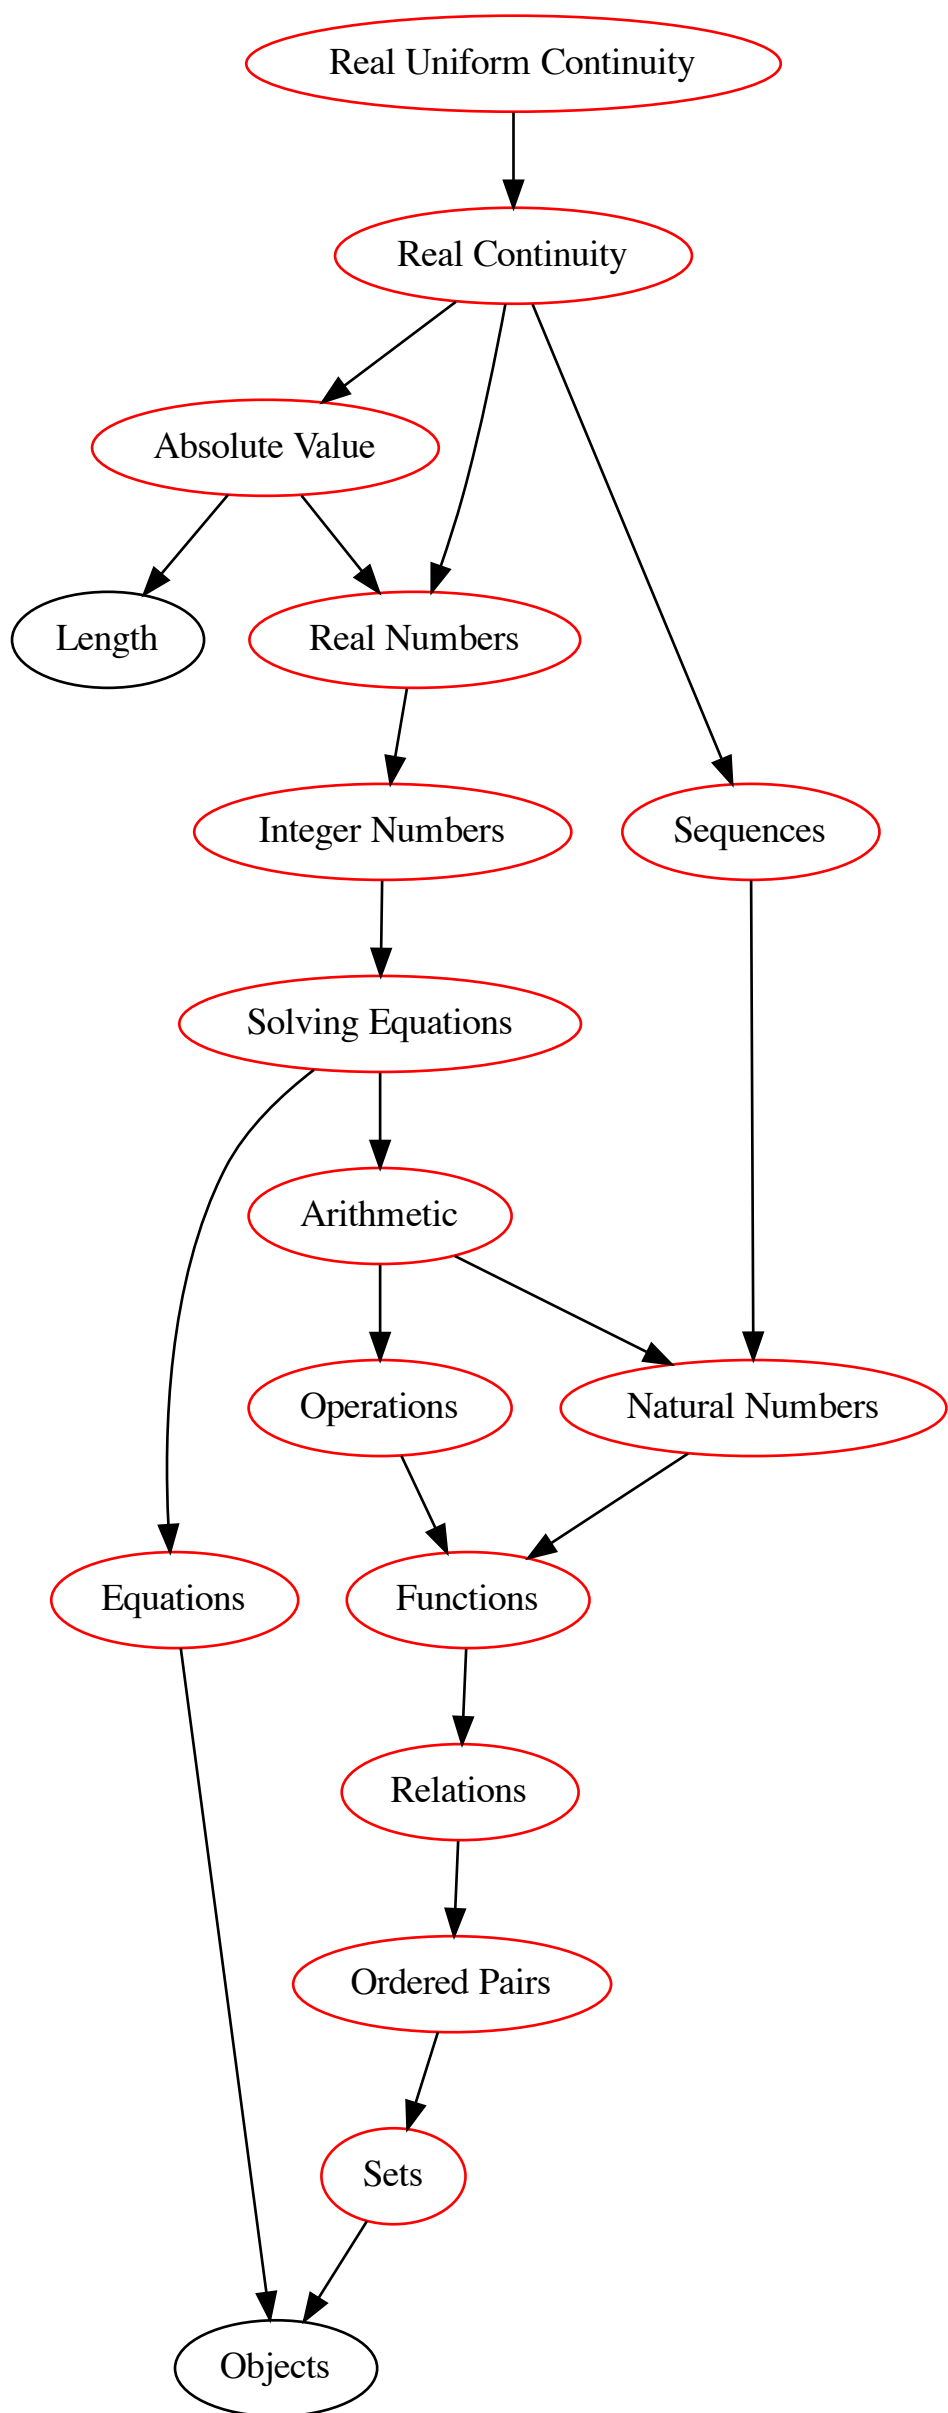 Real Uniform Continuity
Real Continuity
Absolute Value
Length
Real Numbers
Integer Numbers
Sequences
Solving Equations
Arithmetic
Operations
Natural Numbers
Equations
Functions
Relations
Ordered Pairs
Sets
Objects